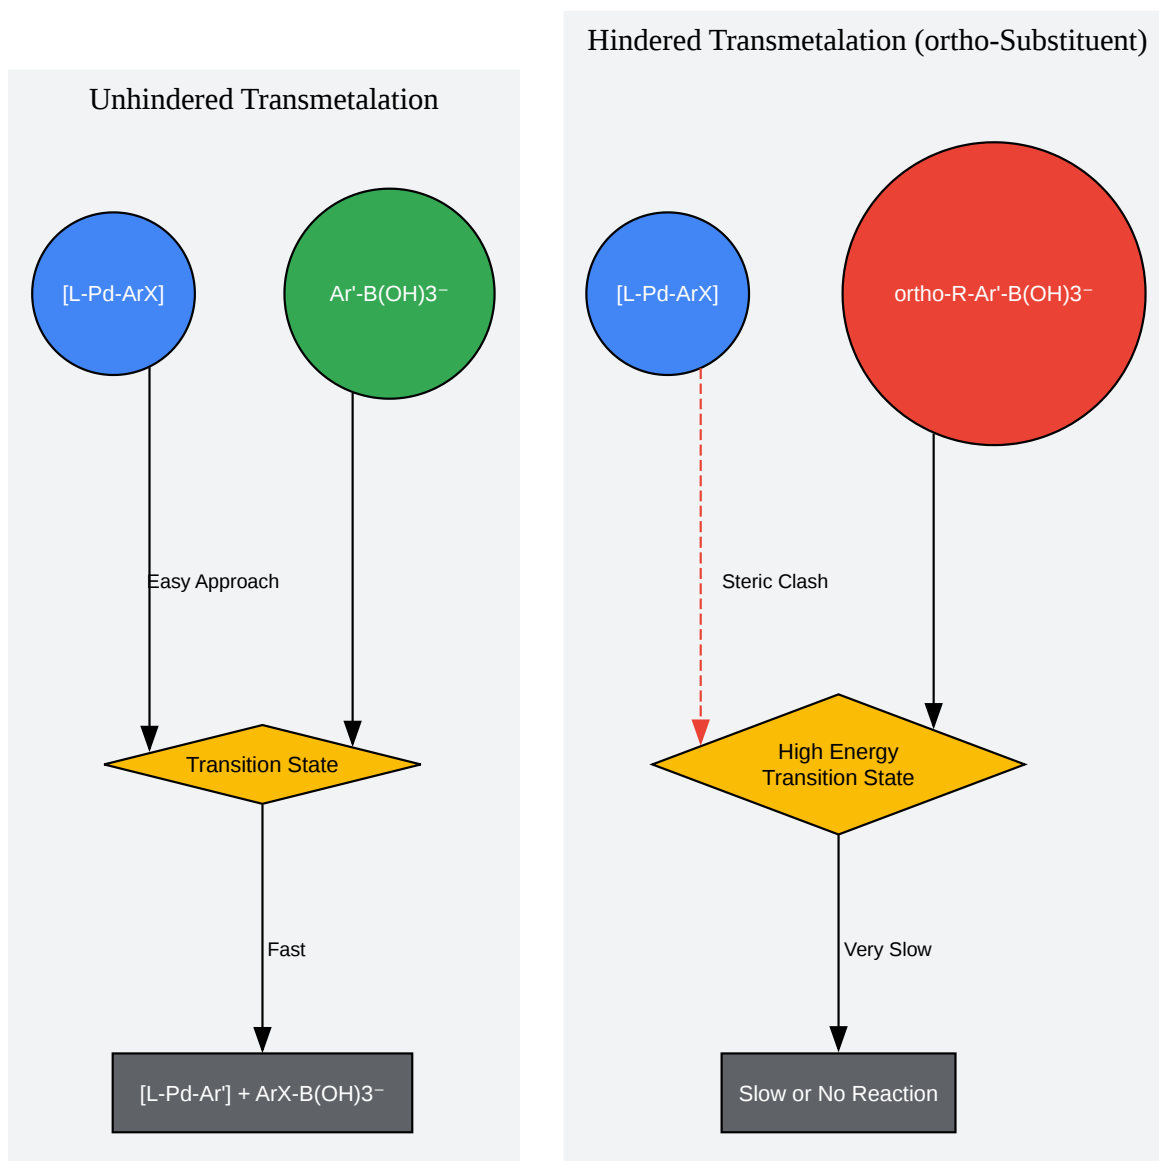 Unhindered Transmetalation
[L-Pd-ArX]
Ar'-B(OH)3⁻
Easy Approach
Transition State
Fast
[L-Pd-Ar'] + ArX-B(OH)3⁻
Hindered Transmetalation (ortho-Substituent)
[L-Pd-ArX]
ortho-R-Ar'-B(OH)3⁻
Steric Clash
High Energy
Transition State
Very Slow
Slow or No Reaction